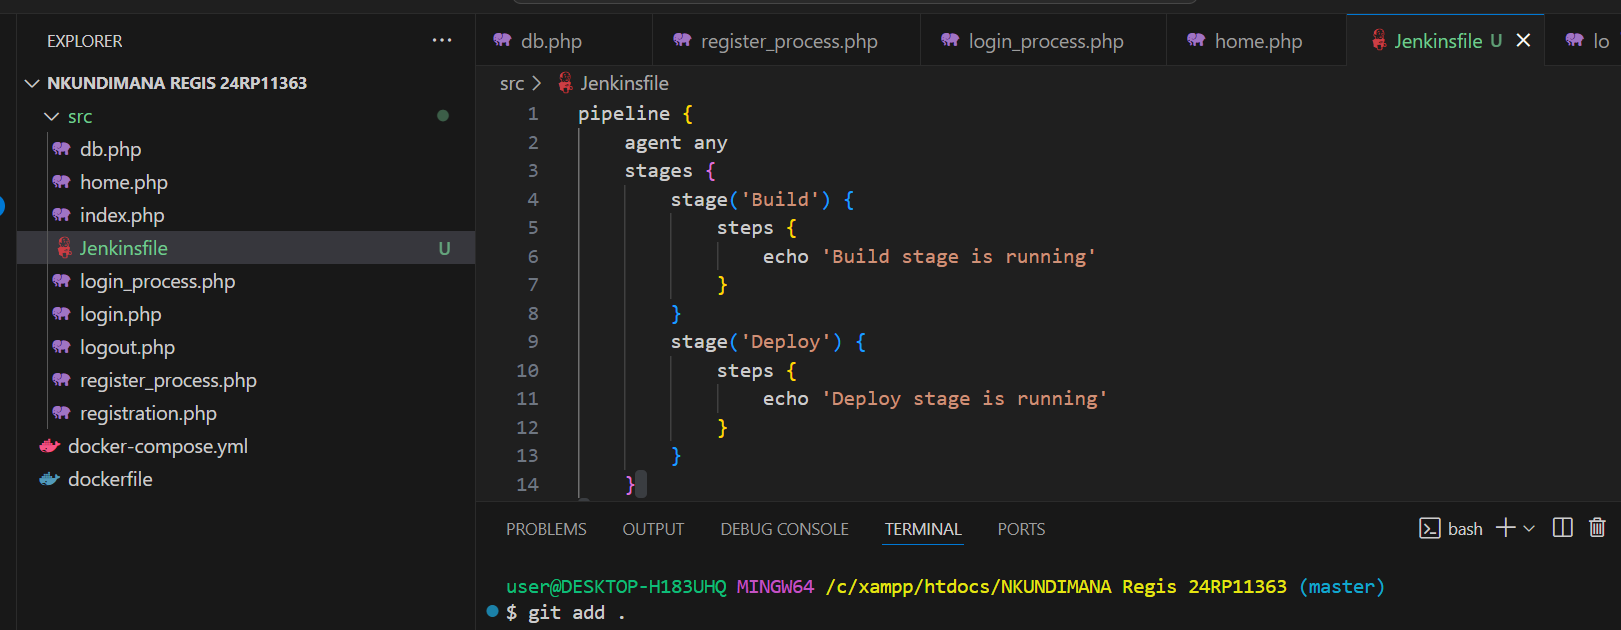 EXPLORER ...
NKUNDIMANA REGIS 24RP11363
src
db.php
home.php
index.php
Jenkinsfile U
login_process.php
login.php
logout.php
register_process.php
registration.php
docker-compose.yml
dockerfile
db.php register_process.php login_process.php home.php Jenkinsfile U lo
src > Jenkinsfile
1 pipeline {
2 agent any
3 stages {
4 stage('Build') {
5 steps {
6 echo 'Build stage is running'
7 }
8 }
9 stage('Deploy') {
10 steps {
11 echo 'Deploy stage is running'
12 }
13 }
14 }
PROBLEMS OUTPUT DEBUG CONSOLE TERMINAL PORTS bash
user@DESKTOP-H183UHQ MINGW64 /c/xampp/htdocs/NKUNDIMANA Regis 24RP11363 (master)
$ git add .